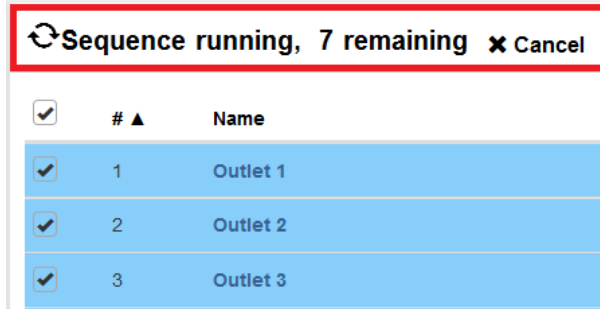 Sequence running, 7 remaining ✖ Cancel
# ▲ Name
1 Outlet 1
2 Outlet 2
3 Outlet 3